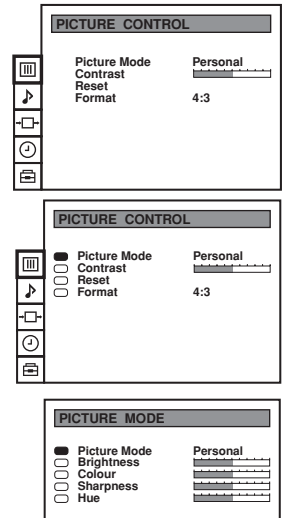 PICTURE CONTROL
Picture Mode Personal
Contrast
Reset
Format 4:3
PICTURE CONTROL
Picture Mode Personal
Contrast
Reset
Format 4:3
PICTURE MODE
Picture Mode Personal
Brightness
Colour
Sharpness
Hue